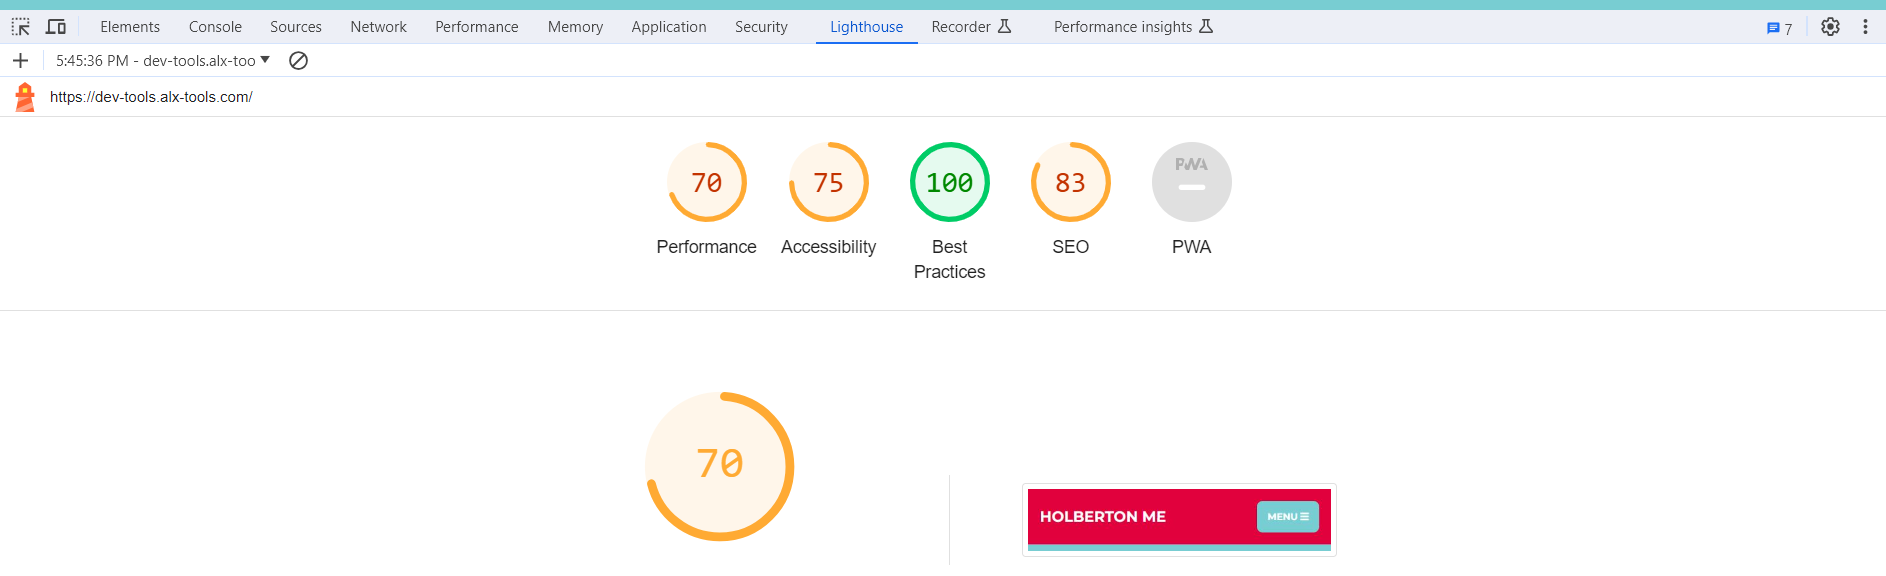 Elements Console Sources Network Performance Memory Application Security Lighthouse Recorder Performance insights 7
5:45:36 PM - dev-tools.alx-too
https://dev-tools.alx-tools.com/
70 75 100 83 PWA
Performance Accessibility Best Practices SEO PWA
70
HOLBERTON ME MENU